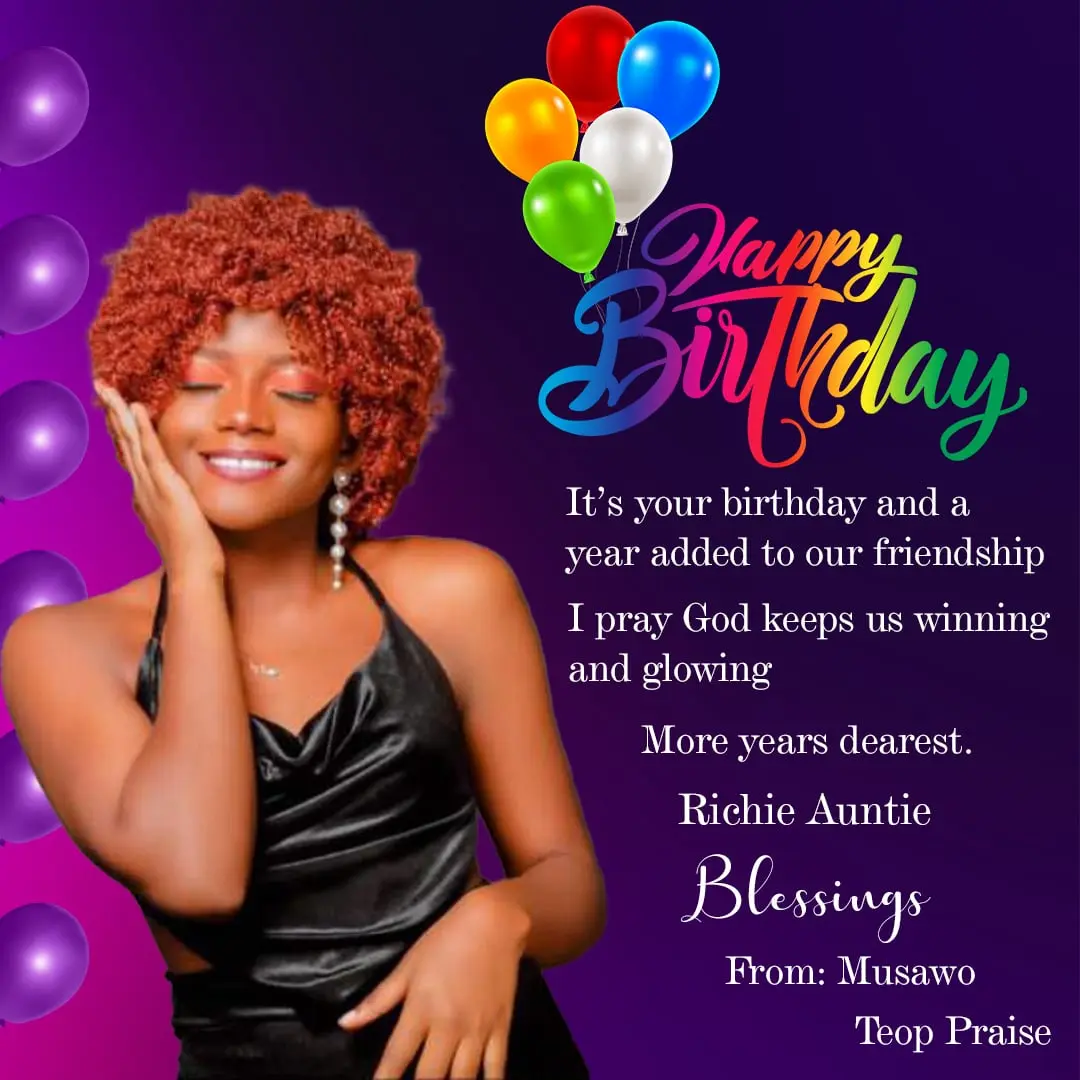 Happy
Birthday
It’s your birthday and a
year added to our friendship
I pray God keeps us winning
and glowing
More years dearest.
Richie Auntie
Blessings
From: Musawo
Teop Praise